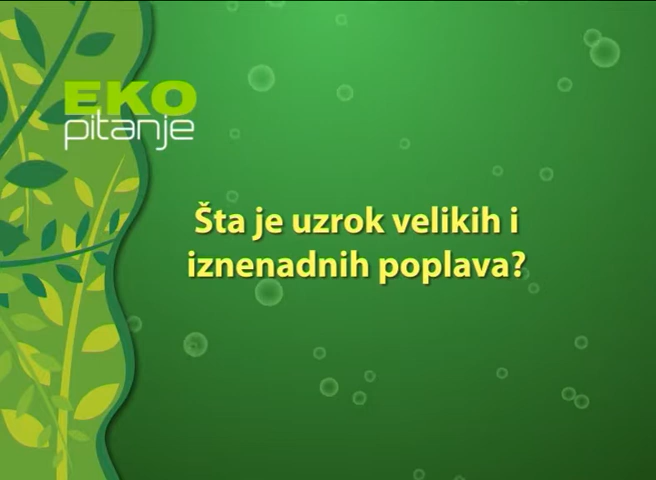 EKO
pitanje
Šta je uzrok velikih i
iznenadnih poplava?